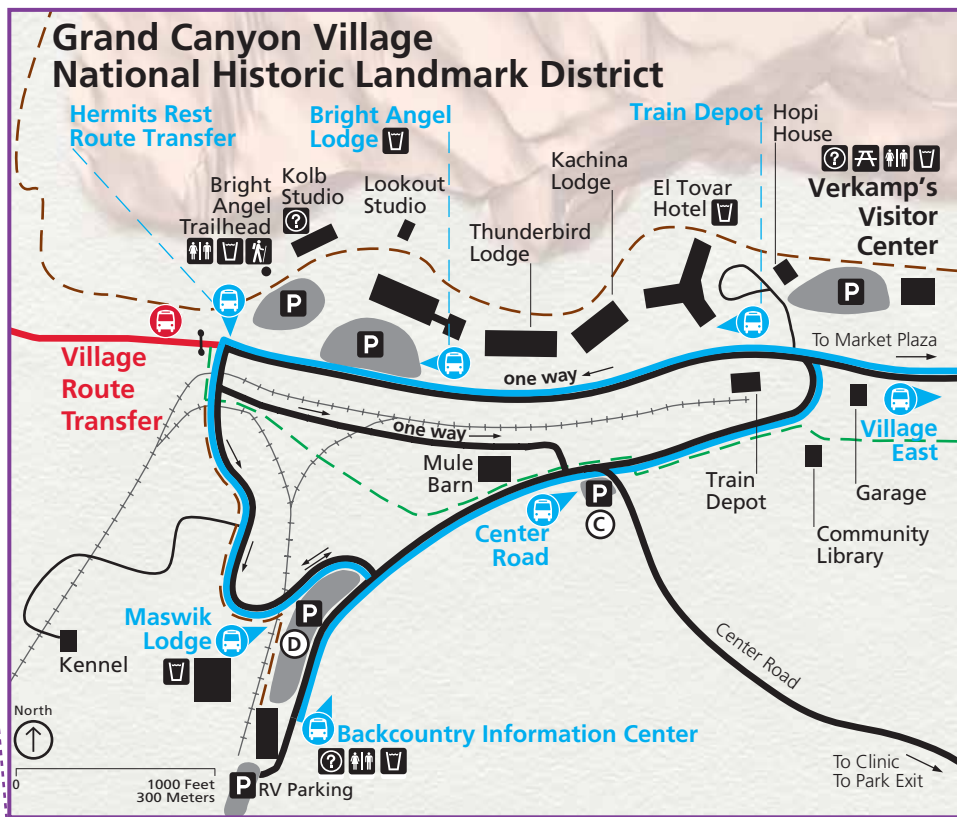 Grand Canyon Village
National Historic Landmark District
Hermits Rest
Route Transfer
Bright Angel
Lodge
Train Depot
Hopi
House
Verkamp's
Visitor
Center
Bright
Angel
Trailhead
Kolb
Studio
Lookout
Studio
Thunderbird
Lodge
Kachina
Lodge
El Tovar
Hotel
?
?
P
P
P
To Market Plaza
Village
Route
Transfer
one way
one way
Mule
Barn
Center
Road
P
C
Train
Depot
Garage
Village
East
Community
Library
Maswik
Lodge
P
D
Kennel
Center Road
North
Backcountry Information Center
?
P
RV Parking
To Clinic
To Park Exit
0
1000 Feet
300 Meters